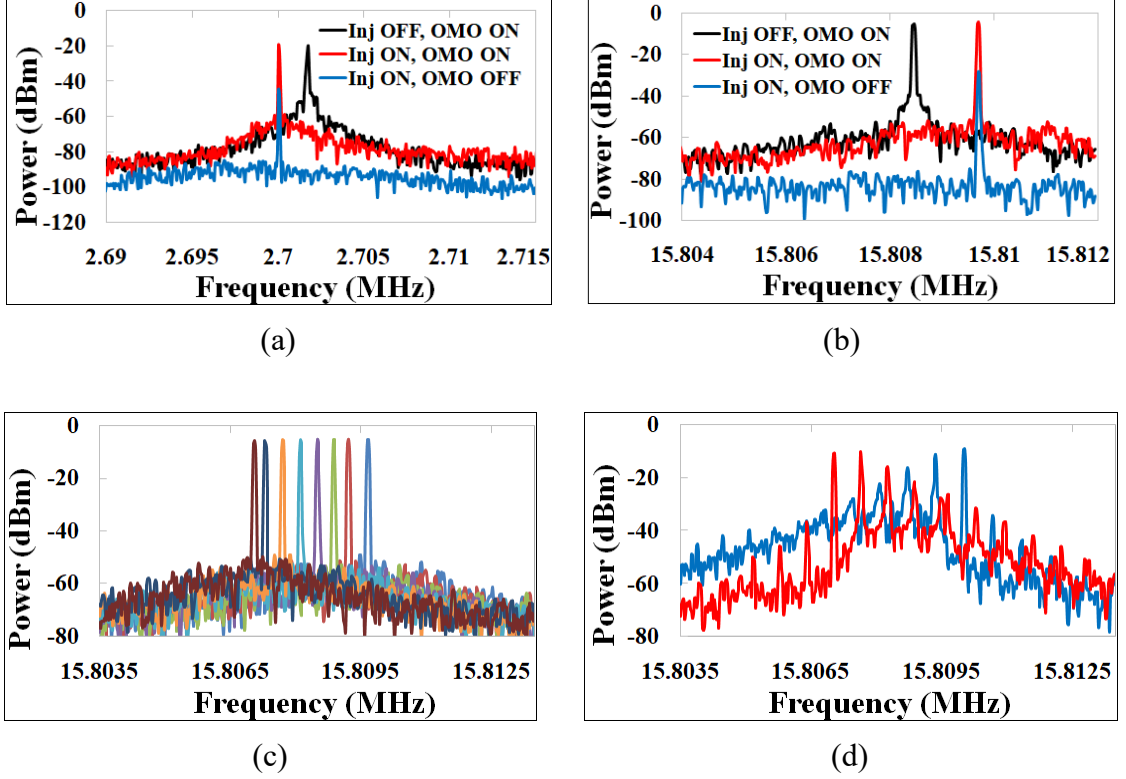 Power (dBm)
0
-20
-40
-60
-80
-100
-120
Inj OFF, OMO ON
Inj ON, OMO ON
Inj ON, OMO OFF
2.69 2.695 2.7 2.705 2.71 2.715
Frequency (MHz)
(a)
Power (dBm)
0
-20
-40
-60
-80
-100
Inj OFF, OMO ON
Inj ON, OMO ON
Inj ON, OMO OFF
15.804 15.806 15.808 15.81 15.812
Frequency (MHz)
(b)
Power (dBm)
0
-20
-40
-60
-80
15.8035 15.8065 15.8095 15.8125
Frequency (MHz)
(c)
Power (dBm)
0
-20
-40
-60
-80
15.8035 15.8065 15.8095 15.8125
Frequency (MHz)
(d)